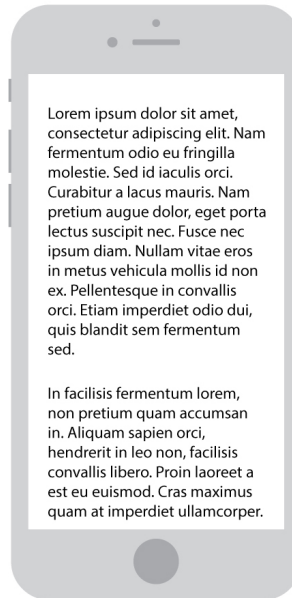 Lorem ipsum dolor sit amet,
consectetur adipiscing elit. Nam
fermentum odio eu fringilla
molestie. Sed id iaculis orci.
Curabitur a lacus mauris. Nam
pretium augue dolor, eget porta
lectus suscipit nec. Fusce nec
ipsum diam. Nullam vitae eros
in metus vehicula mollis id non
ex. Pellentesque in convallis
orci. Etiam imperdiet odio dui,
quis blandit sem fermentum
sed.
In facilisis fermentum lorem,
non pretium quam accumsan
in. Aliquam sapien orci,
hendrerit in leo non, facilisis
convallis libero. Proin laoreet a
est eu euismod. Cras maximus
quam at imperdiet ullamcorper.